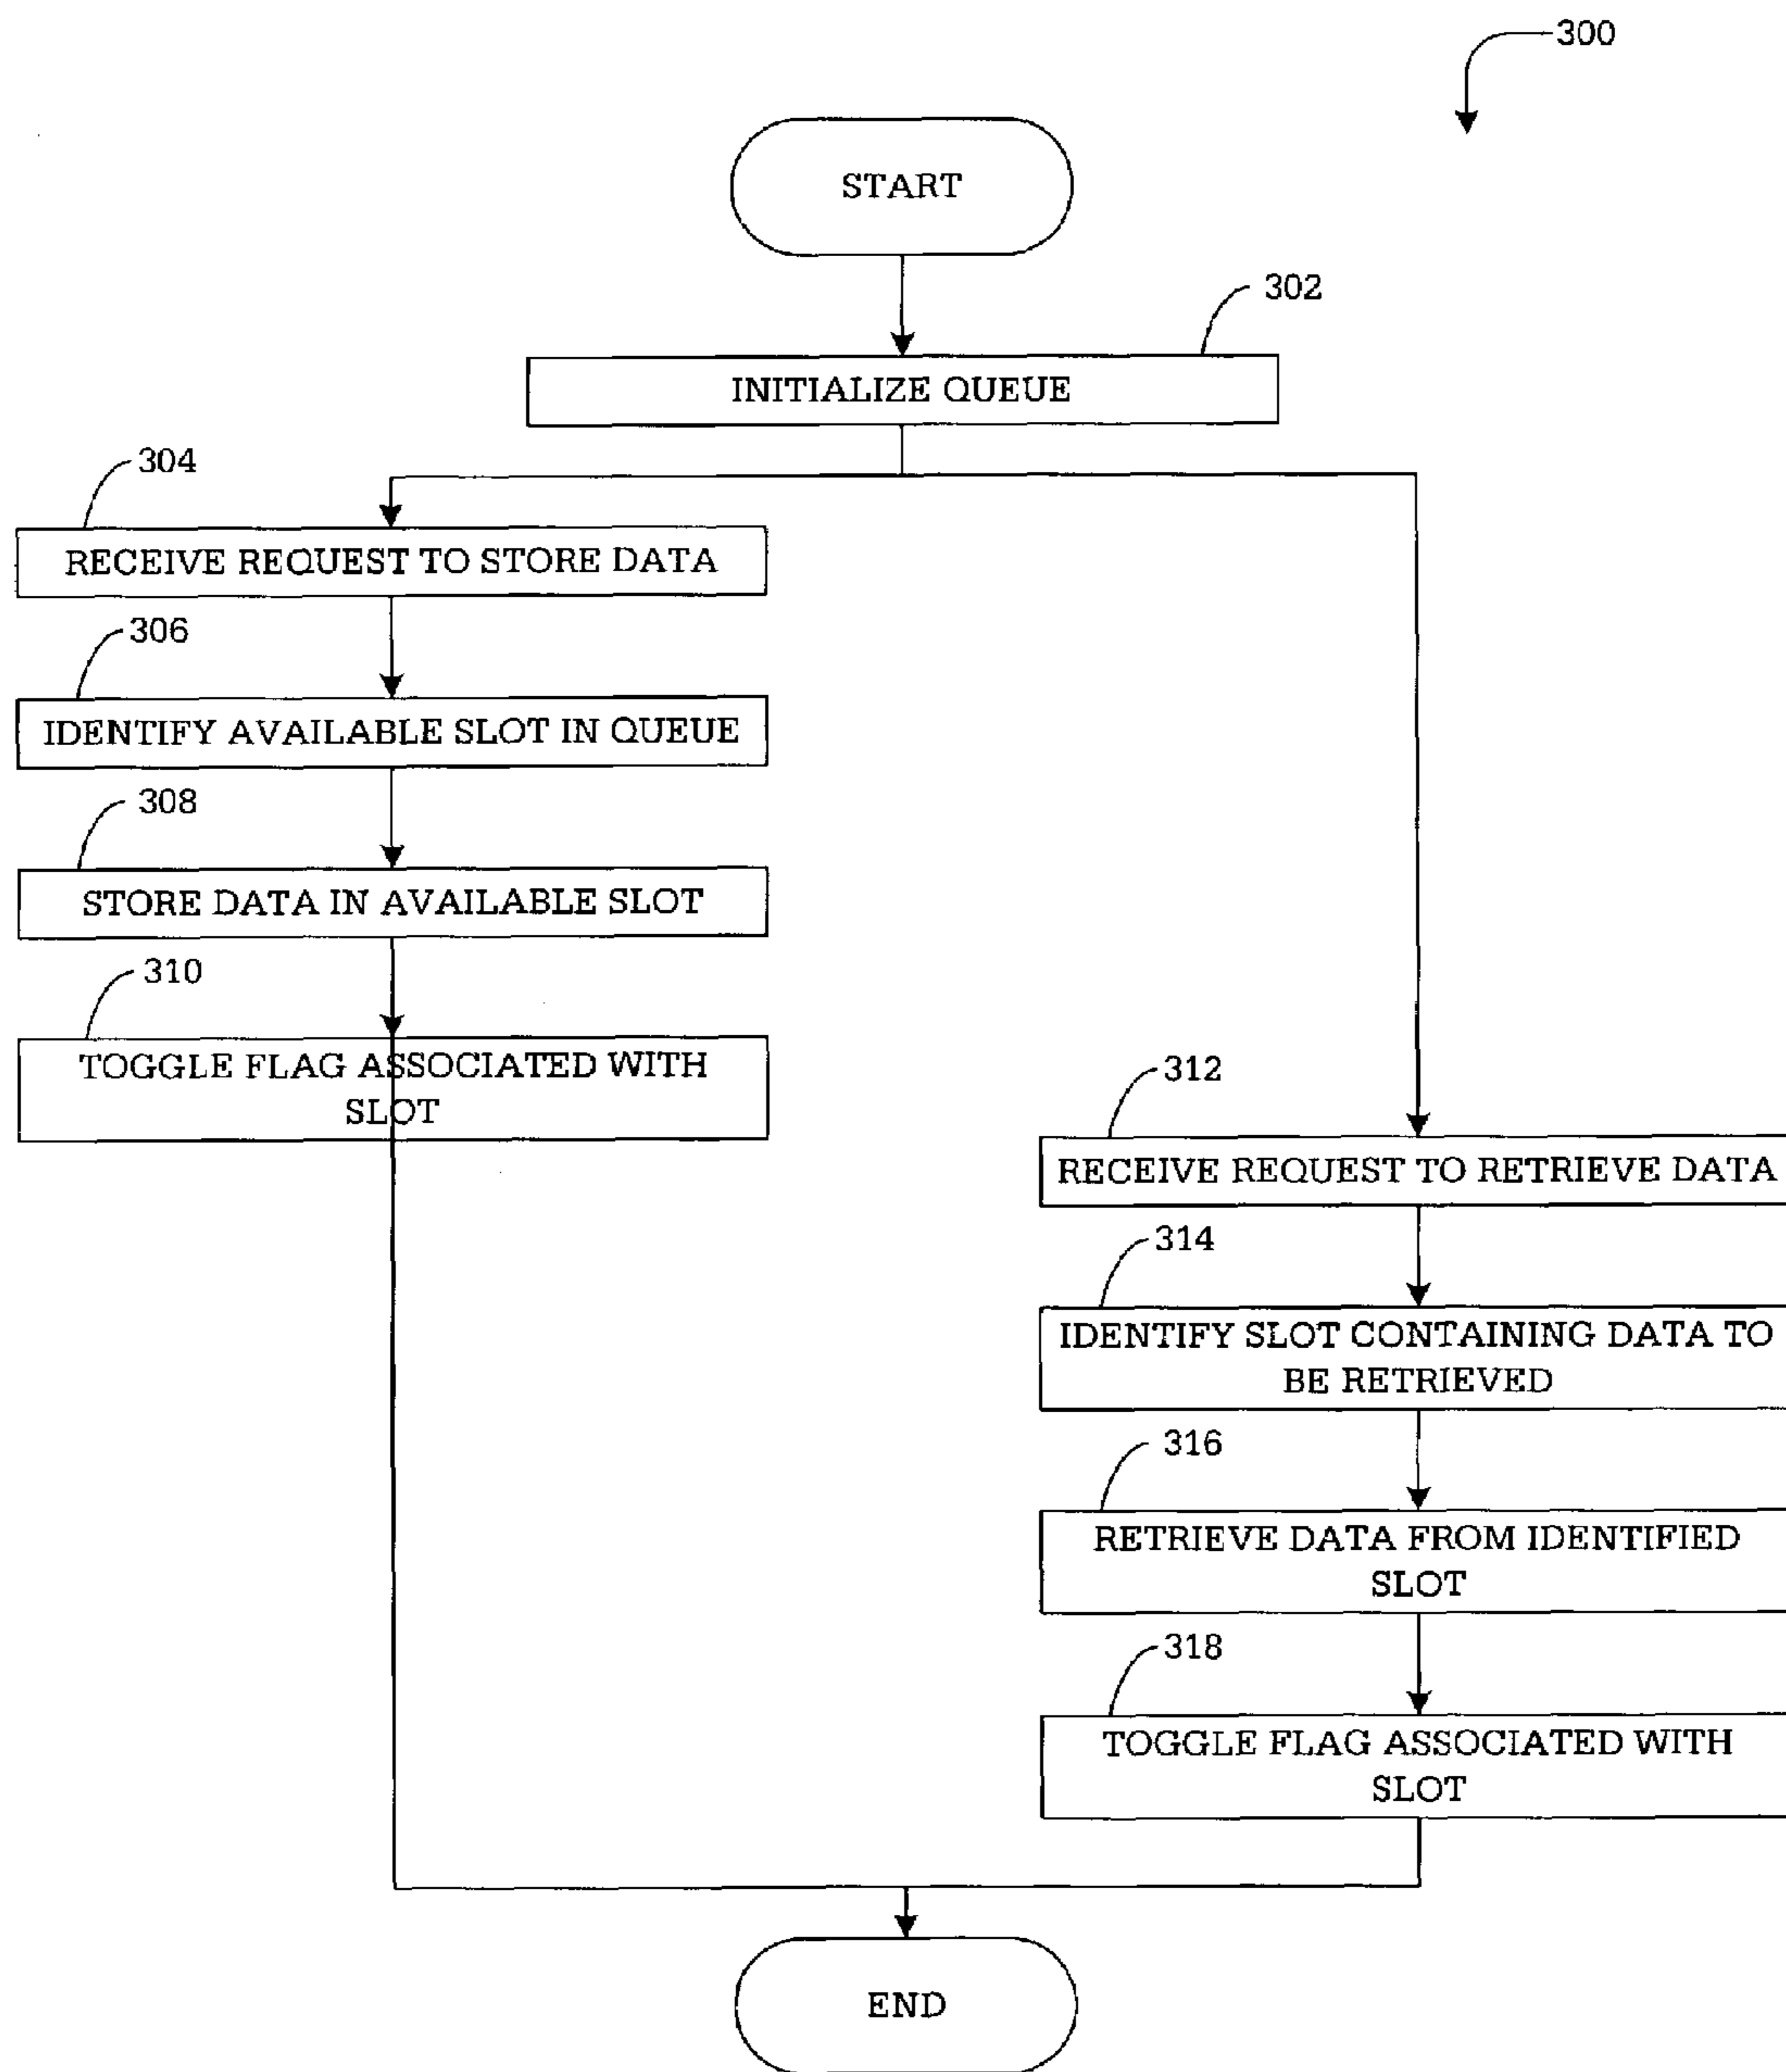 300
START
302
INITIALIZE QUEUE
304
RECEIVE REQUEST TO STORE DATA
306
IDENTIFY AVAILABLE SLOT IN QUEUE
308
STORE DATA IN AVAILABLE SLOT
310
TOGGLE FLAG ASSOCIATED WITH
SLOT
312
RECEIVE REQUEST TO RETRIEVE DATA
314
IDENTIFY SLOT CONTAINING DATA TO
BE RETRIEVED
316
RETRIEVE DATA FROM IDENTIFIED
SLOT
318
TOGGLE FLAG ASSOCIATED WITH
SLOT
END